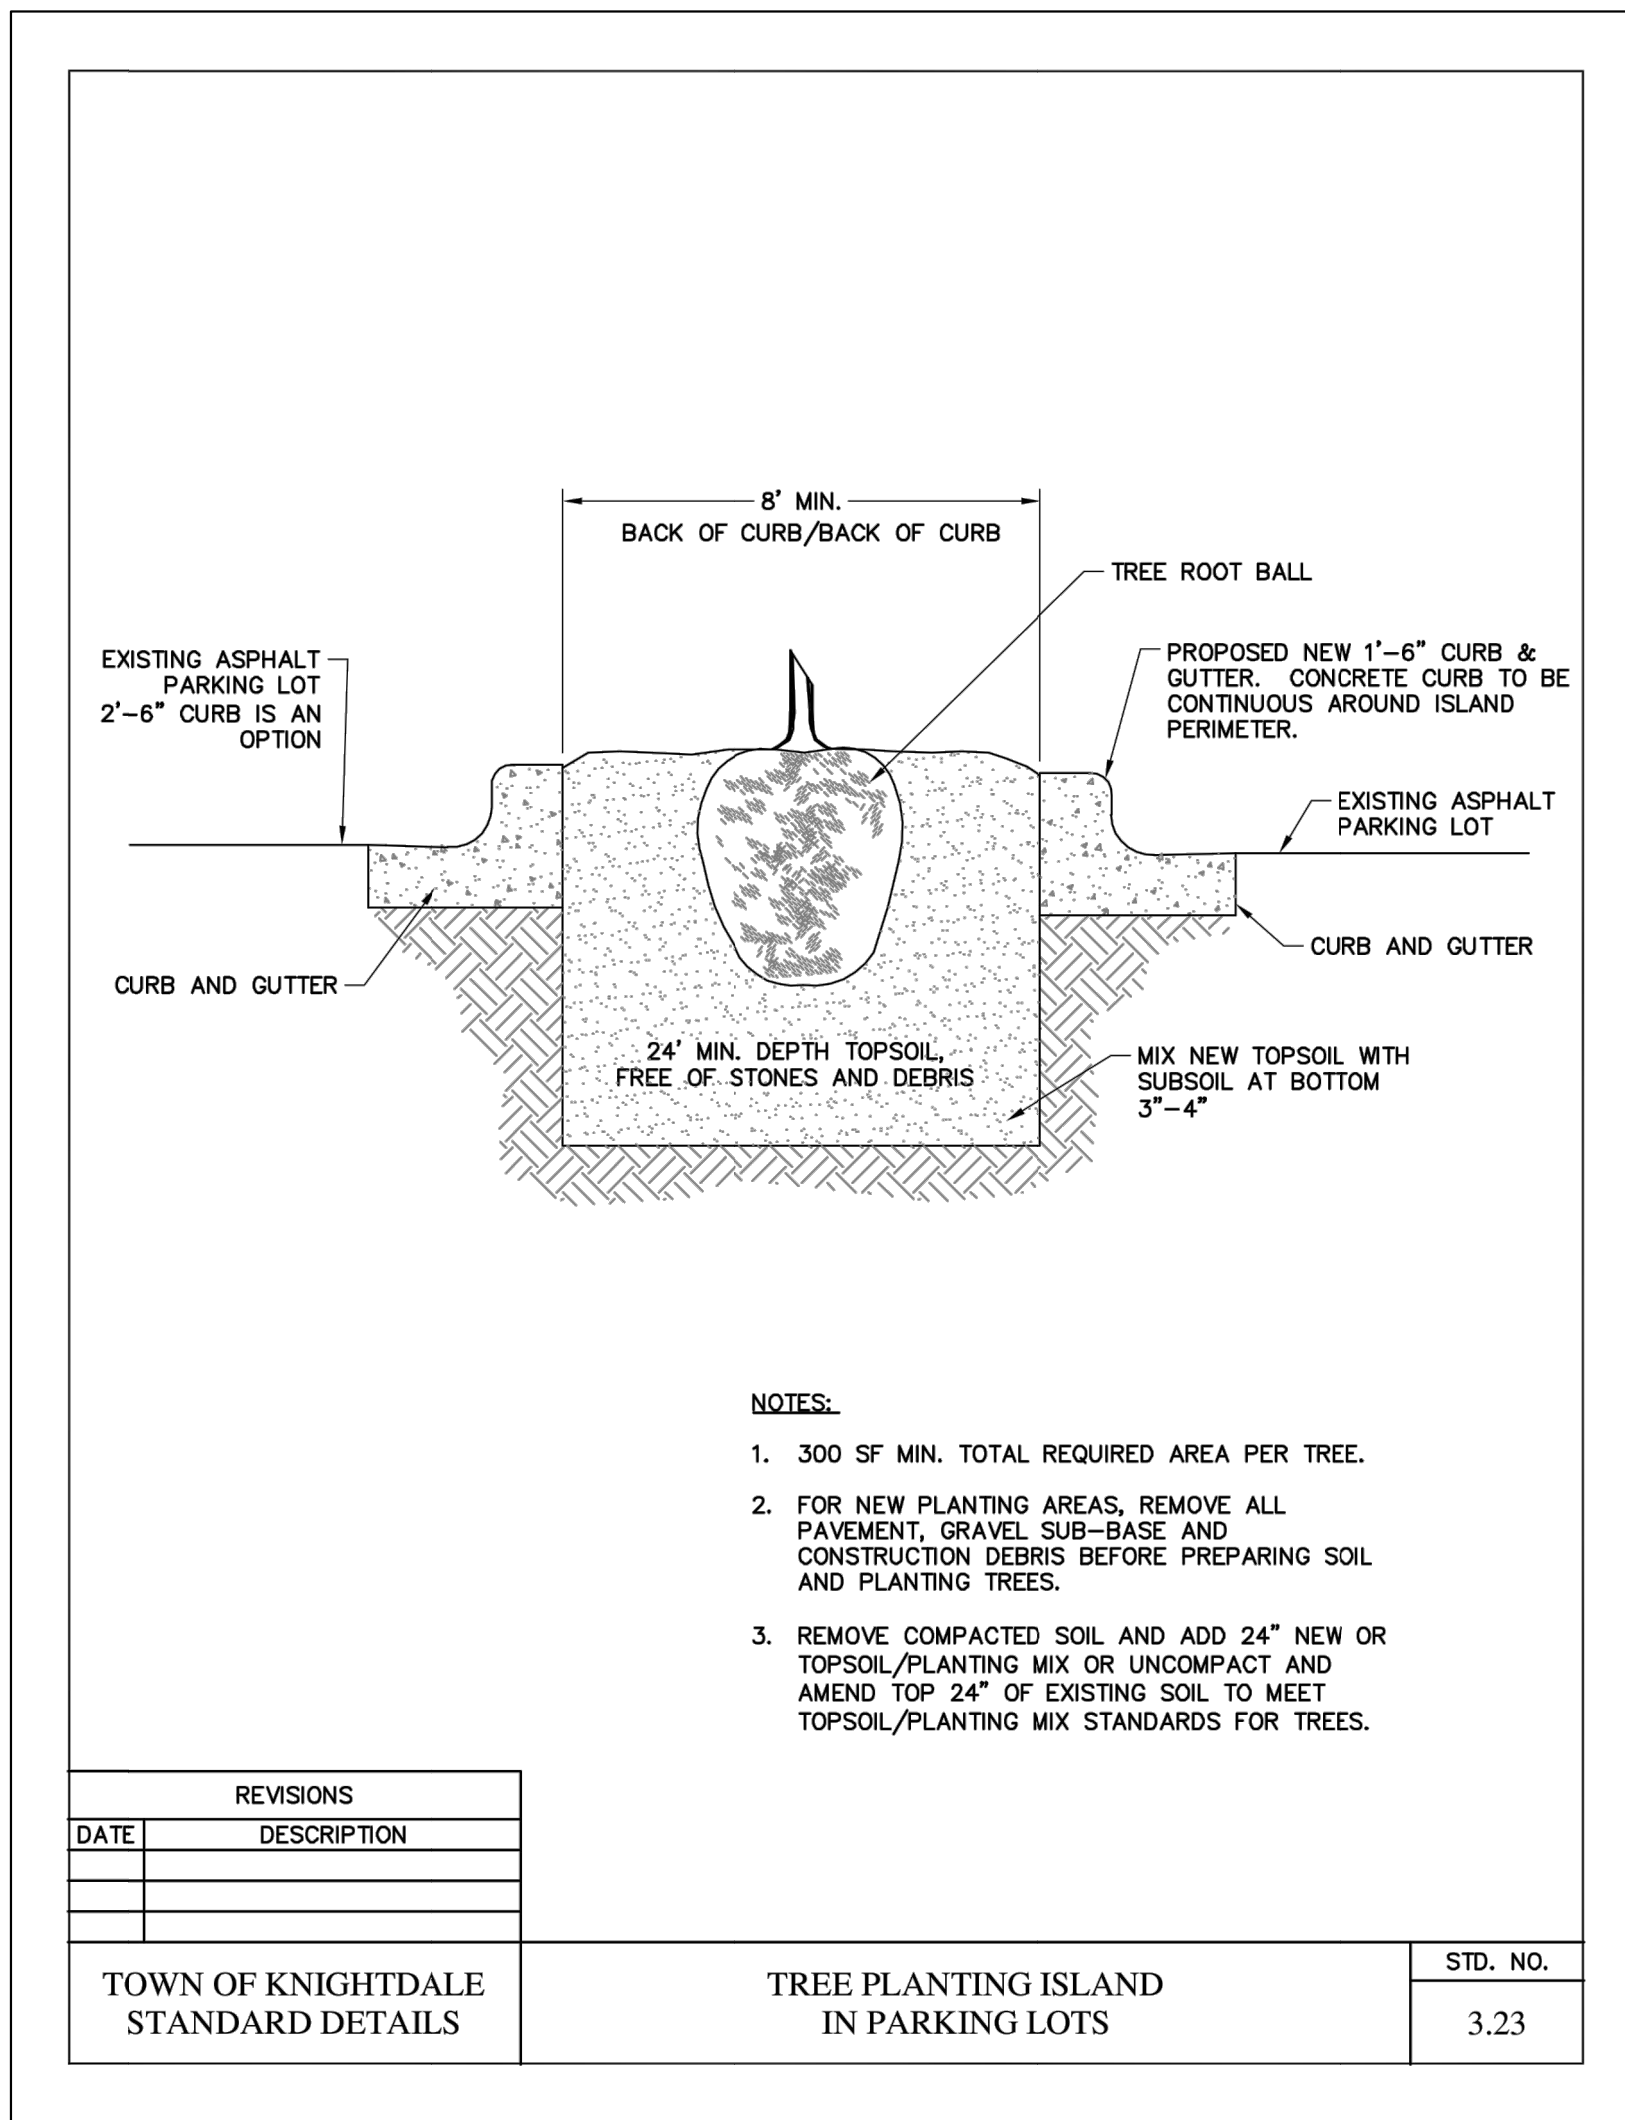 8' MIN.
BACK OF CURB/BACK OF CURB
TREE ROOT BALL
EXISTING ASPHALT
PARKING LOT
2'-6" CURB IS AN
OPTION
PROPOSED NEW 1'-6" CURB &
GUTTER. CONCRETE CURB TO BE
CONTINUOUS AROUND ISLAND
PERIMETER.
EXISTING ASPHALT
PARKING LOT
CURB AND GUTTER
CURB AND GUTTER
24' MIN. DEPTH TOPSOIL,
FREE OF STONES AND DEBRIS
MIX NEW TOPSOIL WITH
SUBSOIL AT BOTTOM
3"-4"
NOTES:
1. 300 SF MIN. TOTAL REQUIRED AREA PER TREE.
2. FOR NEW PLANTING AREAS, REMOVE ALL
PAVEMENT, GRAVEL SUB-BASE AND
CONSTRUCTION DEBRIS BEFORE PREPARING SOIL
AND PLANTING TREES.
3. REMOVE COMPACTED SOIL AND ADD 24" NEW OR
TOPSOIL/PLANTING MIX OR UNCOMPACT AND
AMEND TOP 24" OF EXISTING SOIL TO MEET
TOPSOIL/PLANTING MIX STANDARDS FOR TREES.
REVISIONS
DATE DESCRIPTION
TOWN OF KNIGHTDALE
STANDARD DETAILS
TREE PLANTING ISLAND
IN PARKING LOTS
STD. NO.
3.23